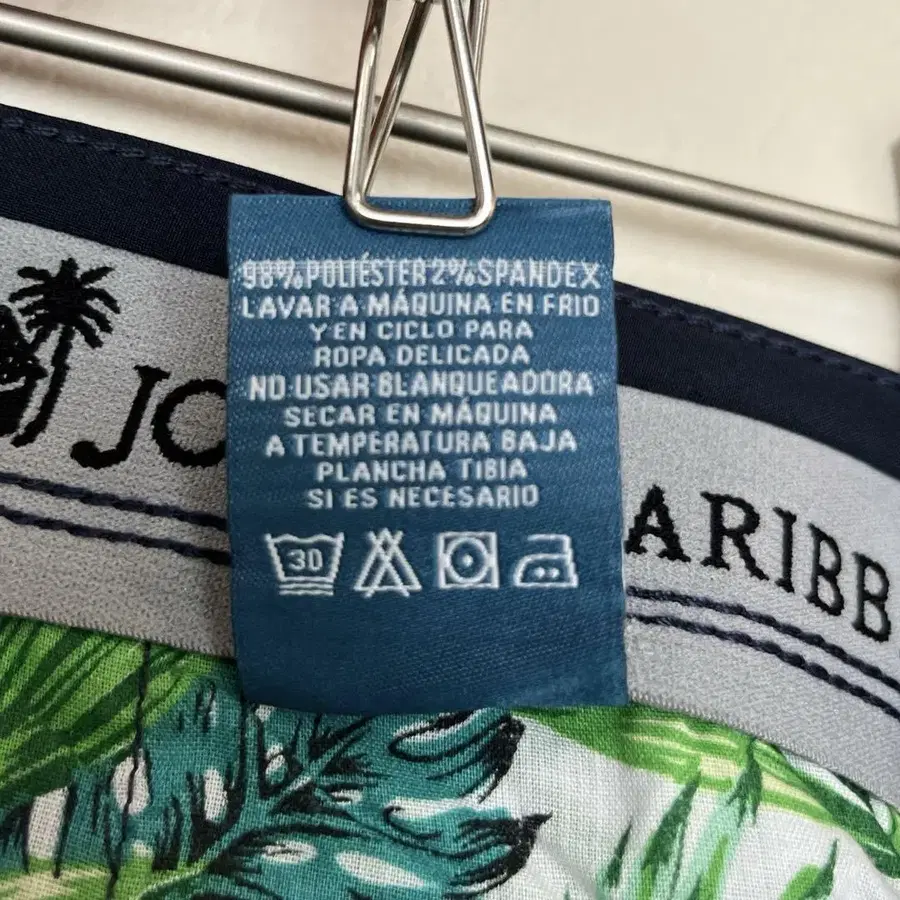 98% POLIÉSTER 2% SPANDEX
LAVAR A MÁQUINA EN FRIO
Y EN CICLO PARA
ROPA DELICADA
NO USAR BLANQUEADORA
SECAR EN MÁQUINA
A TEMPERATURA BAJA
PLANCHA TIBIA
SI ES NECESARIO
30
JO
ARIBB